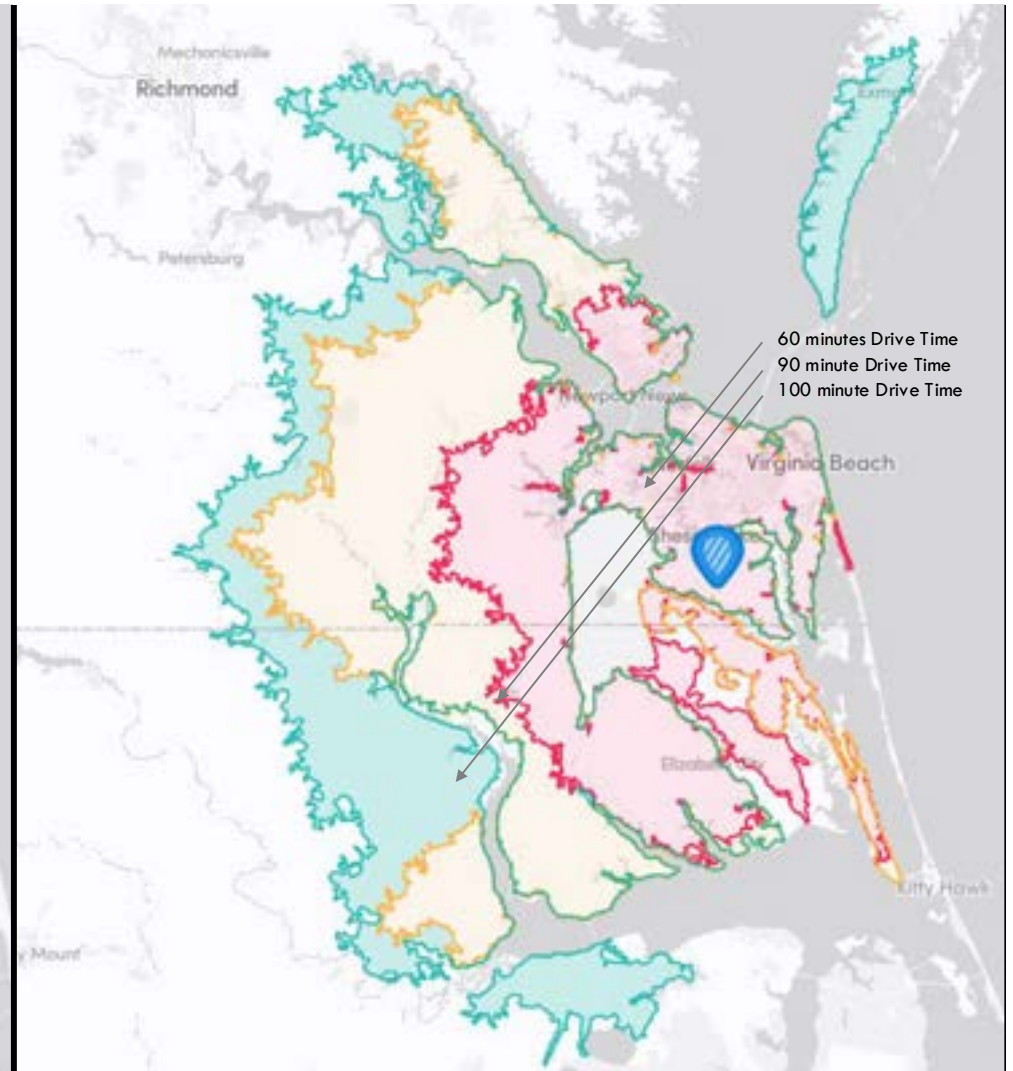 Mechanicsville
Richmond
Petersburg
60 minutes Drive Time
90 minute Drive Time
100 minute Drive Time
Newport News
Virginia Beach
Elizabeth City
Kitty Hawk
y Mount